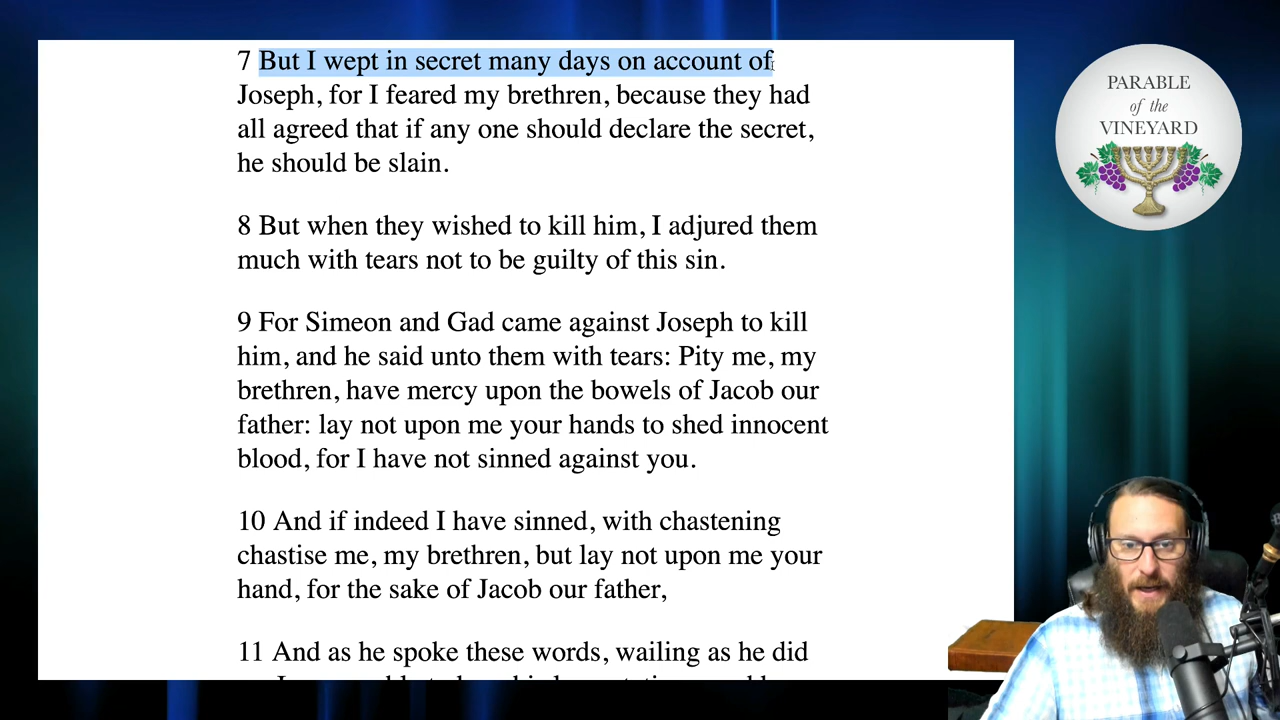 7 But I wept in secret many days on account of
Joseph, for I feared my brethren, because they had
all agreed that if any one should declare the secret,
he should be slain.
8 But when they wished to kill him, I adjured them
much with tears not to be guilty of this sin.
9 For Simeon and Gad came against Joseph to kill
him, and he said unto them with tears: Pity me, my
brethren, have mercy upon the bowels of Jacob our
father: lay not upon me your hands to shed innocent
blood, for I have not sinned against you.
10 And if indeed I have sinned, with chastening
chastise me, my brethren, but lay not upon me your
hand, for the sake of Jacob our father,
11 And as he spoke these words, wailing as he did
PARABLE
of the
VINEYARD